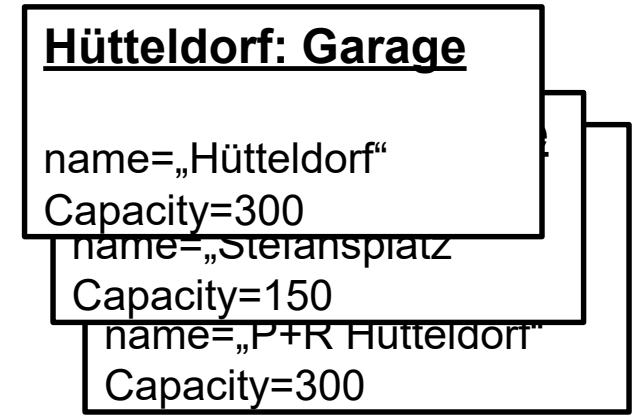 Hütteldorf: Garage
name=„Hütteldorf“
Capacity=300
name=„Stefansplatz
Capacity=150
name=„P+R Hütteldorf“
Capacity=300